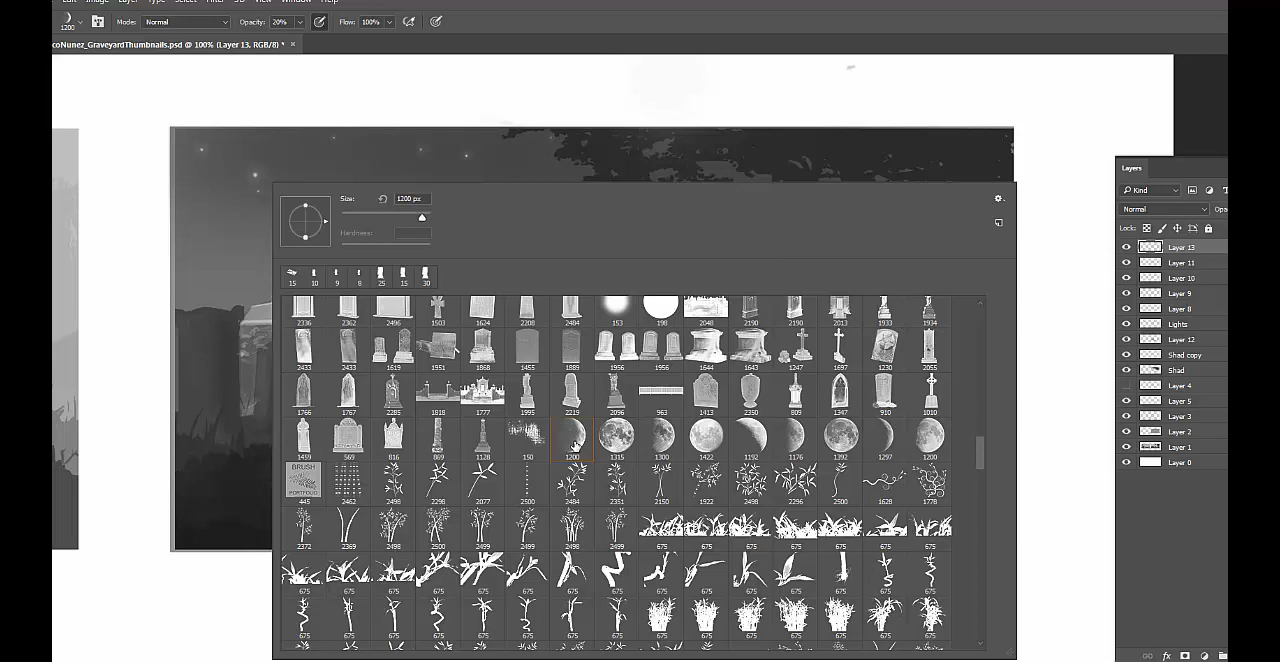 Edit Image Layer Type Select Filter 3D View Window Help
1200 Mode: Normal Opacity: 20% Flow: 100%
coNunez_GraveyardThumbnails.psd @ 100% (Layer 13, RGB/8) * ×
Size: 1200 px
Hardness:
15 10 9 8 25 15 30
2336 2362 2496 1503 1624 2208 2484 153 198 2048 2190 2190 2013 1933 1934
2433 2433 1619 1951 1868 1455 1889 1956 1956 1644 1643 1247 1697 1230 2055
1766 1767 2285 1818 1777 1995 2219 2096 963 1413 2350 809 1347 910 1010
1459 569 816 869 1128 150 1200 1315 1300 1422 1192 1176 1392 1297 1200
BRUSH
PORTFOLIO
445 2462 2498 2298 2077 2500 2484 2351 2150 1922 2498 2296 2500 1628 1778
2372 2369 2498 2500 2499 2499 2498 2499 675 675 675 675 675 675 675
675 675 675 675 675 675 675 675 675 675 675 675 675 675 675
675 675 675 675 675 675 675 675 675 675 675 675 675 675 675
Layers
Kind
Normal
Lock:
Layer 13
Layer 11
Layer 10
Layer 9
Layer 8
Lights
Layer 12
Shad copy
Shad
Layer 4
Layer 5
Layer 3
Layer 2
Layer 1
Layer 0
fx